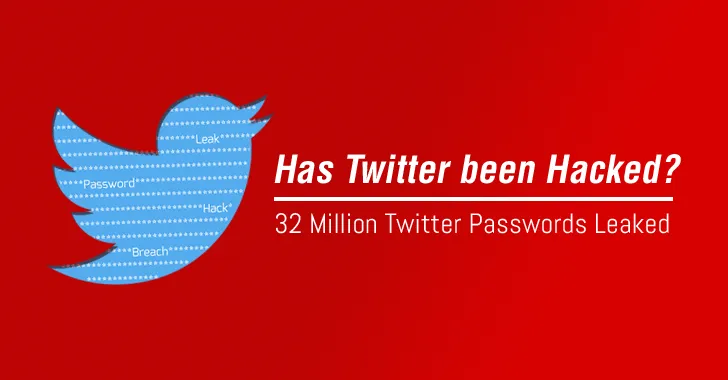 *Leak*
Has Twitter been Hacked?
*Password*
Hack*
32 Million Twitter Passwords Leaked
*Breach*